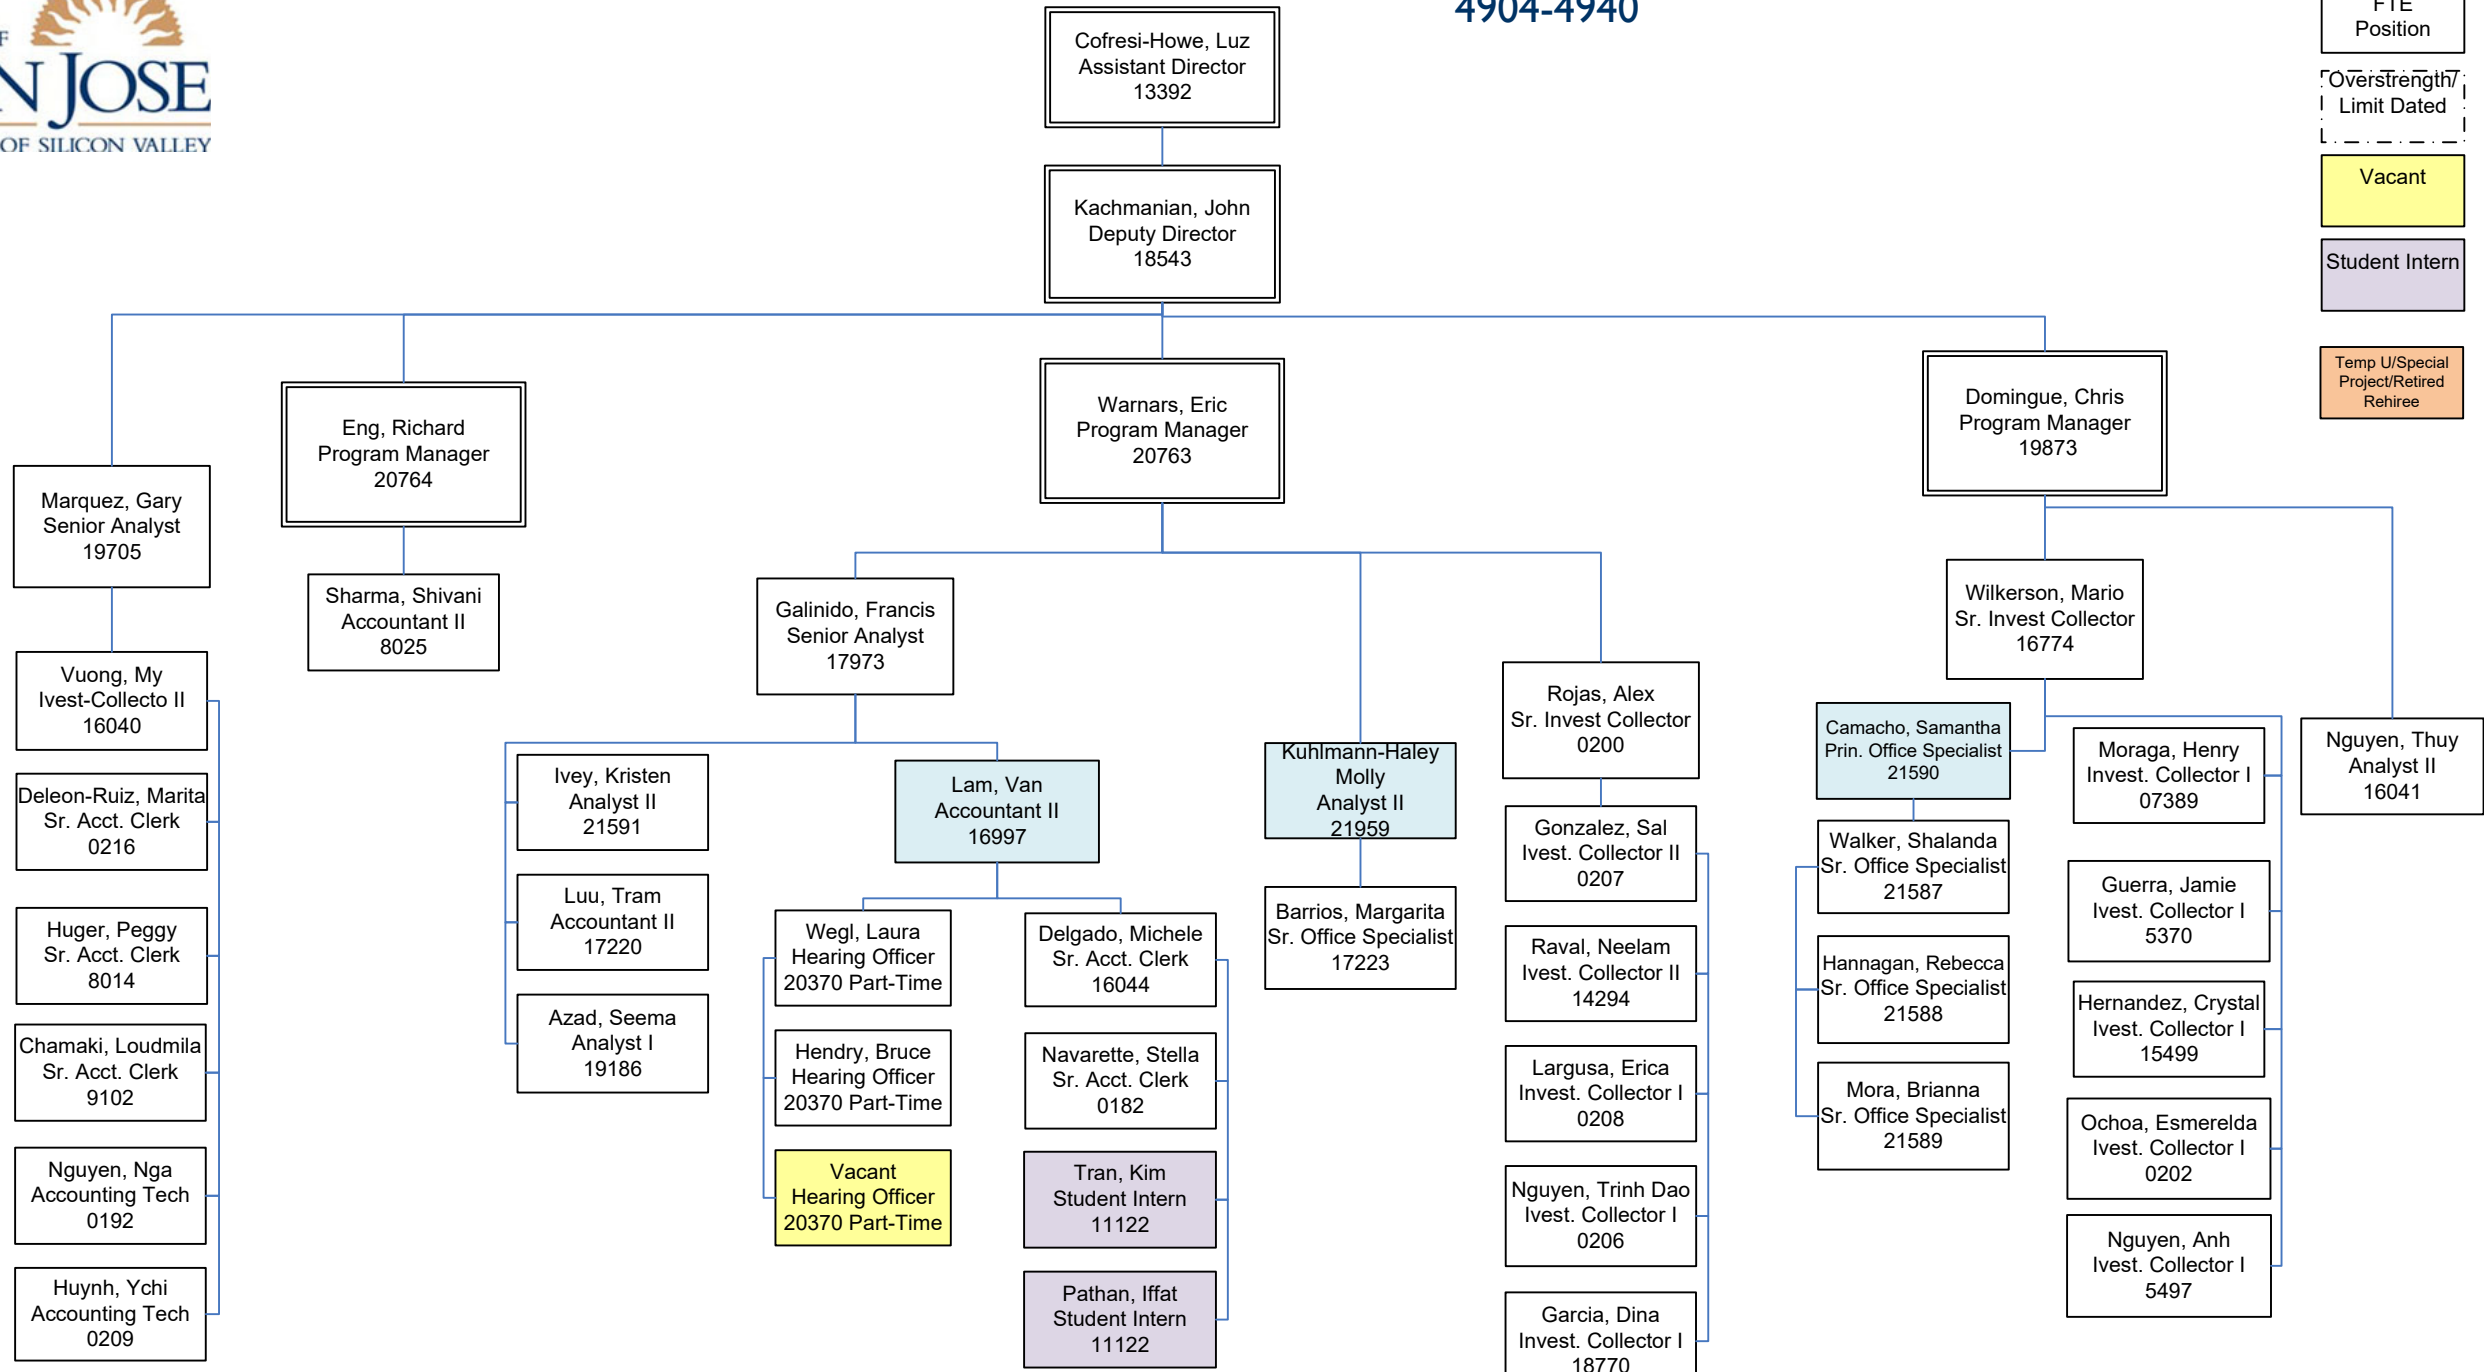 F
N JOSE
OF SILICON VALLEY
4904-4940
FTE
Position
Overstrength/
Limit Dated
Vacant
Student Intern
Temp U/Special
Project/Retired
Rehiree
Cofresi-Howe, Luz
Assistant Director
13392
Kachmanian, John
Deputy Director
18543
Marquez, Gary
Senior Analyst
19705
Eng, Richard
Program Manager
20764
Warnars, Eric
Program Manager
20763
Domingue, Chris
Program Manager
19873
Vuong, My
Ivest-Collecto II
16040
Deleon-Ruiz, Marita
Sr. Acct. Clerk
0216
Huger, Peggy
Sr. Acct. Clerk
8014
Chamaki, Loudmila
Sr. Acct. Clerk
9102
Nguyen, Nga
Accounting Tech
0192
Huynh, Ychi
Accounting Tech
0209
Sharma, Shivani
Accountant II
8025
Galinido, Francis
Senior Analyst
17973
Ivey, Kristen
Analyst II
21591
Luu, Tram
Accountant II
17220
Azad, Seema
Analyst I
19186
Lam, Van
Accountant II
16997
Wegl, Laura
Hearing Officer
20370 Part-Time
Hendry, Bruce
Hearing Officer
20370 Part-Time
Vacant
Hearing Officer
20370 Part-Time
Delgado, Michele
Sr. Acct. Clerk
16044
Navarette, Stella
Sr. Acct. Clerk
0182
Tran, Kim
Student Intern
11122
Pathan, Iffat
Student Intern
11122
Kuhlmann-Haley
Molly
Analyst II
21959
Barrios, Margarita
Sr. Office Specialist
17223
Rojas, Alex
Sr. Invest Collector
0200
Gonzalez, Sal
Ivest. Collector II
0207
Raval, Neelam
Ivest. Collector II
14294
Largusa, Erica
Invest. Collector I
0208
Nguyen, Trinh Dao
Ivest. Collector I
0206
Garcia, Dina
Invest. Collector I
18770
Wilkerson, Mario
Sr. Invest Collector
16774
Camacho, Samantha
Prin. Office Specialist
21590
Walker, Shalanda
Sr. Office Specialist
21587
Hannagan, Rebecca
Sr. Office Specialist
21588
Mora, Brianna
Sr. Office Specialist
21589
Moraga, Henry
Invest. Collector I
07389
Guerra, Jamie
Ivest. Collector I
5370
Hernandez, Crystal
Ivest. Collector I
15499
Ochoa, Esmerelda
Ivest. Collector I
0202
Nguyen, Anh
Ivest. Collector I
5497
Nguyen, Thuy
Analyst II
16041